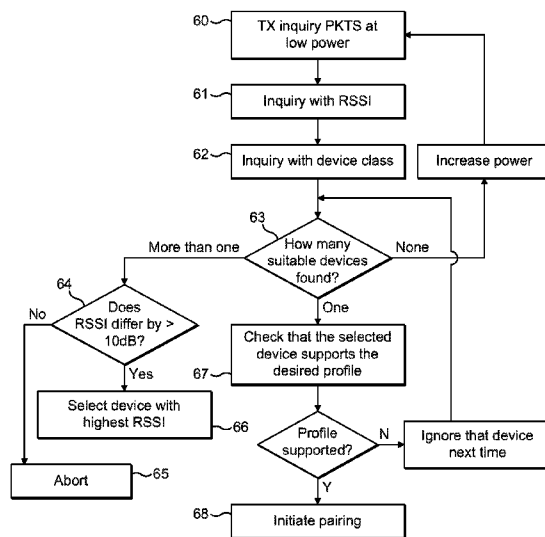 60
TX inquiry PKTS at
low power
61
Inquiry with RSSI
62
Inquiry with device class
Increase power
63
How many
suitable devices
found?
More than one
None
One
64
Does
RSSI differ by >
10dB?
No
Yes
Check that the selected
device supports the
desired profile
67
Select device with
highest RSSI
66
Profile
supported?
N
Y
Ignore that device
next time
Abort
65
68
Initiate pairing